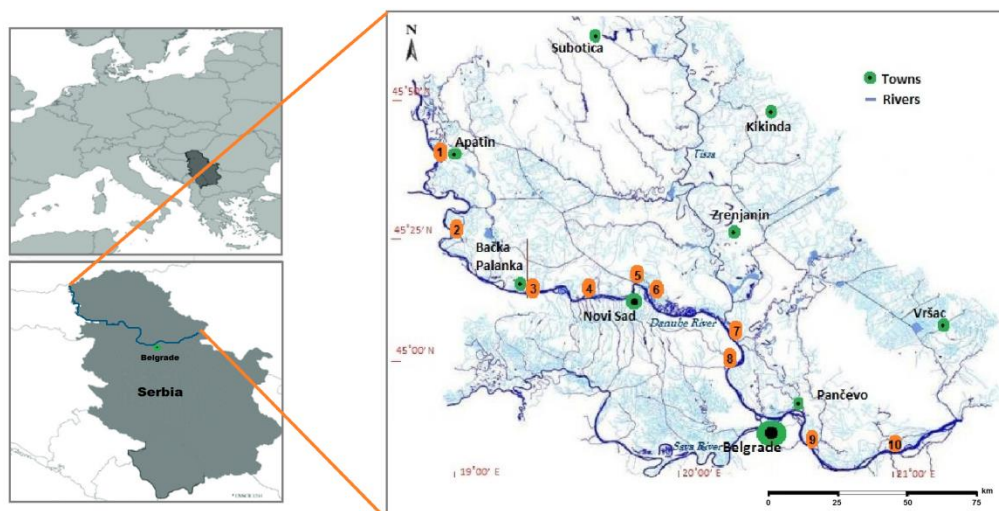 Belgrade
Serbia
N
Subotica
Towns
Rivers
45°50'
Kikinda
1
Apatin
Tisza
Zrenjanin
2
45°25'
Bačka
Palanka
3
4
5
6
Novi Sad
Danube River
7
Vršac
45°00' N
8
Pančevo
Sava River
Belgrade
9
10
19°00' E
20°00' E
21°00' E
km
0 25 50 75